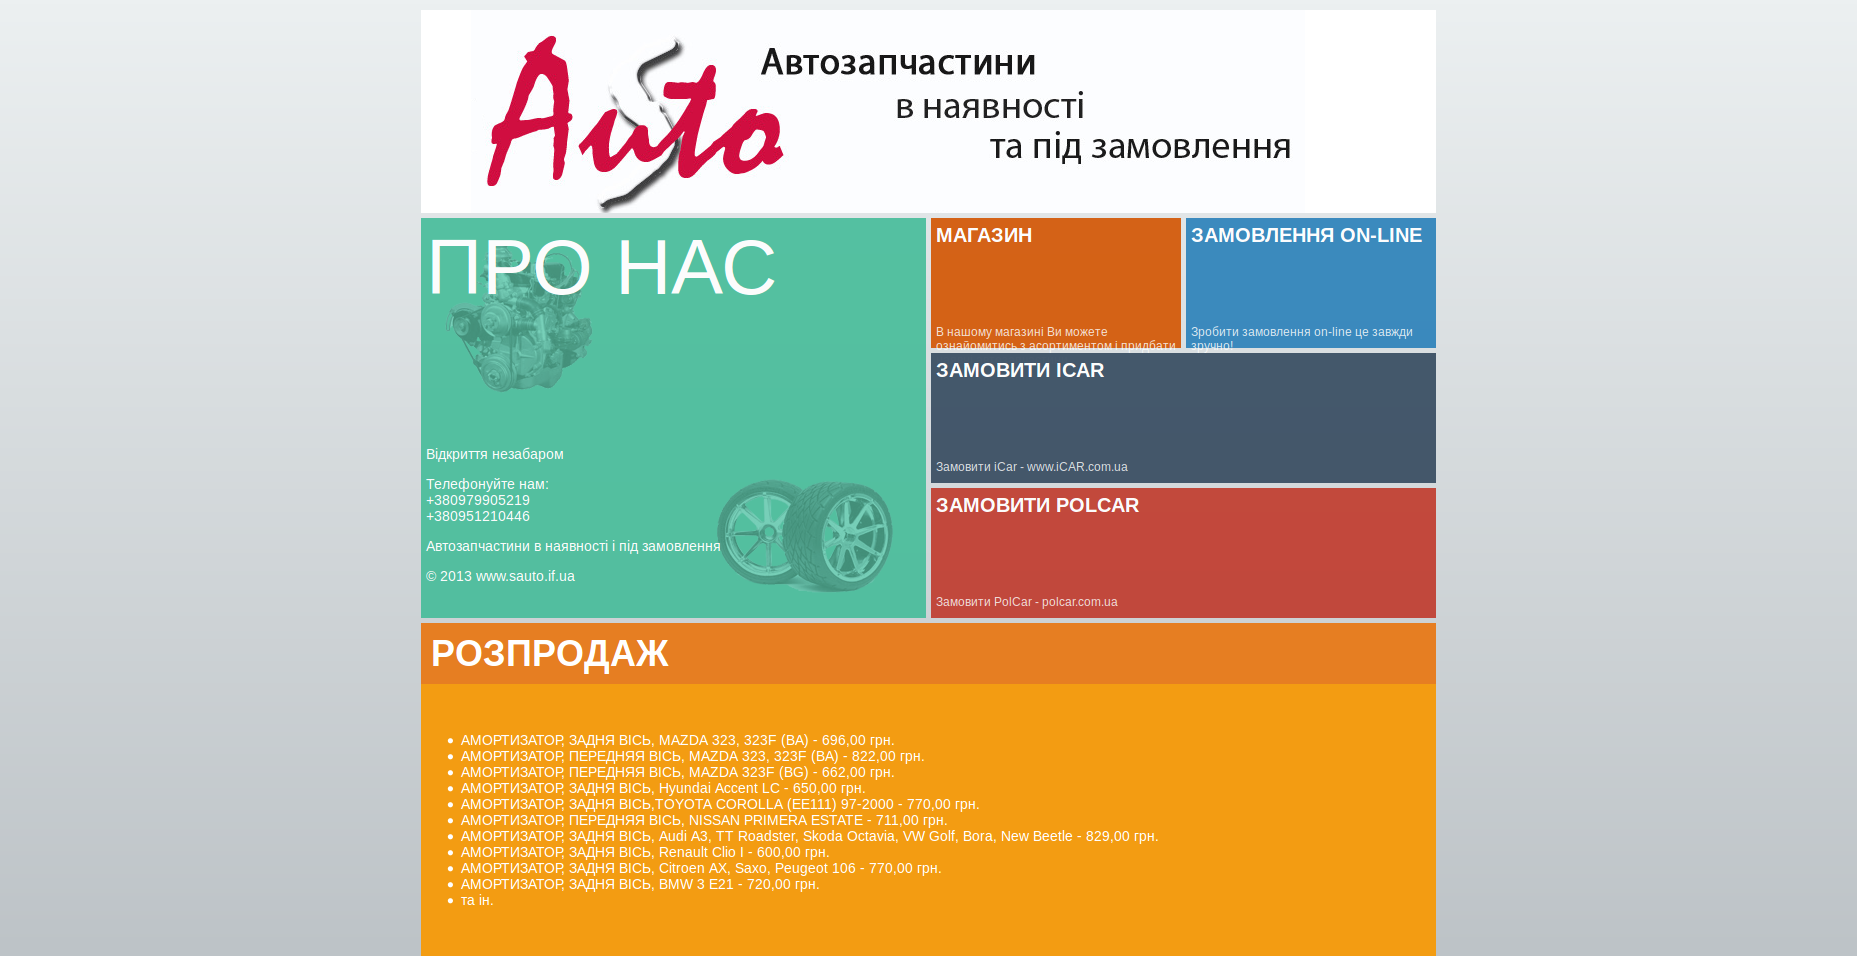 Auto
Автозапчастини
в наявності
та під замовлення
ПРО НАС
Відкриття незабаром
Телефонуйте нам:
+380979905219
+380951210446
Автозапчастини в наявності і під замовлення
© 2013 www.sauto.if.ua
МАГАЗИН
В нашому магазині Ви можете
ознайомитись з асортиментом і придбати
ЗАМОВЛЕННЯ ON-LINE
Зробити замовлення on-line це завжди
зручно!
ЗАМОВИТИ ICAR
Замовити iCar - www.iCAR.com.ua
ЗАМОВИТИ POLCAR
Замовити PolCar - polcar.com.ua
РОЗПРОДАЖ
АМОРТИЗАТОР, ЗАДНЯ ВІСЬ, MAZDA 323, 323F (BA) - 696,00 грн.
АМОРТИЗАТОР, ПЕРЕДНЯЯ ВІСЬ, MAZDA 323, 323F (BA) - 822,00 грн.
АМОРТИЗАТОР, ПЕРЕДНЯЯ ВІСЬ, MAZDA 323F (BG) - 662,00 грн.
АМОРТИЗАТОР, ЗАДНЯ ВІСЬ, Hyundai Accent LC - 650,00 грн.
АМОРТИЗАТОР, ЗАДНЯ ВІСЬ,TOYOTA COROLLA (EE111) 97-2000 - 770,00 грн.
АМОРТИЗАТОР, ПЕРЕДНЯЯ ВІСЬ, NISSAN PRIMERA ESTATE - 711,00 грн.
АМОРТИЗАТОР, ЗАДНЯ ВІСЬ, Audi A3, TT Roadster, Skoda Octavia, VW Golf, Bora, New Beetle - 829,00 грн.
АМОРТИЗАТОР, ЗАДНЯ ВІСЬ, Renault Clio I - 600,00 грн.
АМОРТИЗАТОР, ЗАДНЯ ВІСЬ, Citroen AX, Saxo, Peugeot 106 - 770,00 грн.
АМОРТИЗАТОР, ЗАДНЯ ВІСЬ, BMW 3 E21 - 720,00 грн.
та ін.